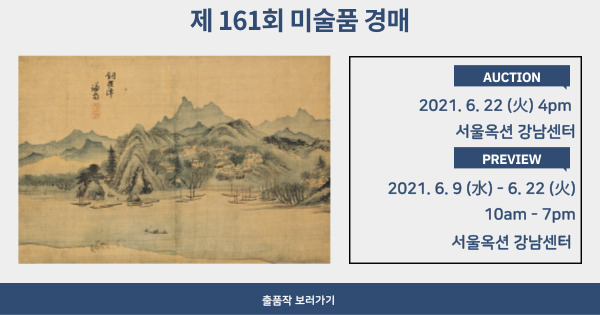 제 161회 미술품 경매
謙齋
AUCTION
2021. 6. 22 (火) 4pm
서울옥션 강남센터
PREVIEW
2021. 6. 9 (水) - 6. 22 (火)
10am - 7pm
서울옥션 강남센터
출품작 보러가기